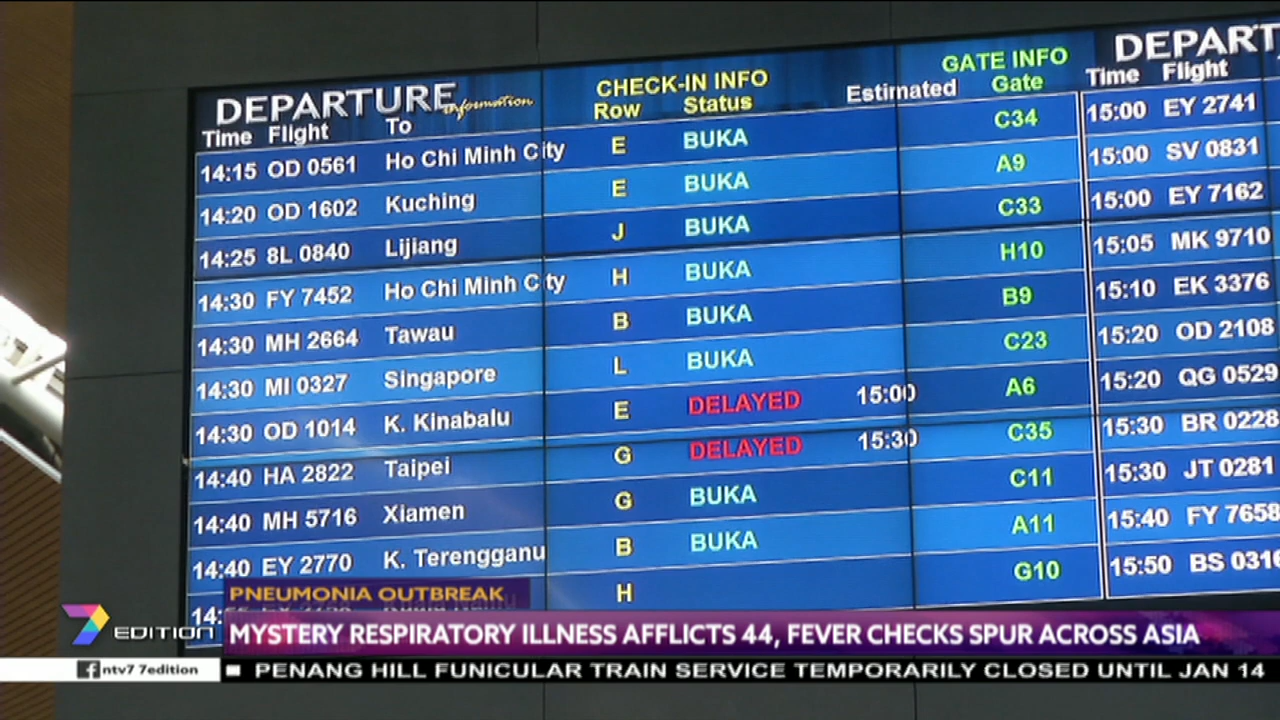 DEPARTURE Information
CHECK-IN INFO
GATE INFO
Time Flight To Row Status Estimated Gate
14:15 OD 0561 Ho Chi Minh City E BUKA C34
14:20 OD 1602 Kuching E BUKA A9
14:25 8L 0840 Lijiang J BUKA C33
14:30 FY 7452 Ho Chi Minh City H BUKA H10
14:30 MH 2664 Tawau B BUKA B9
14:30 MI 0327 Singapore L BUKA C23
14:30 OD 1014 K. Kinabalu E DELAYED 15:00 A6
14:40 HA 2822 Taipei G DELAYED 15:30 C35
14:40 MH 5716 Xiamen G BUKA C11
14:40 EY 2770 K. Terengganu B BUKA A11
H G10
DEPART
Time Flight
15:00 EY 2741
15:00 SV 0831
15:00 EY 7162
15:05 MK 9710
15:10 EK 3376
15:20 OD 2108
15:20 QG 0529
15:30 BR 0228
15:30 JT 0281
15:40 FY 7658
15:50 BS 0316
PNEUMONIA OUTBREAK
7 EDITION
MYSTERY RESPIRATORY ILLNESS AFFLICTS 44, FEVER CHECKS SPUR ACROSS ASIA
f ntv7 7edition
PENANG HILL FUNICULAR TRAIN SERVICE TEMPORARILY CLOSED UNTIL JAN 14